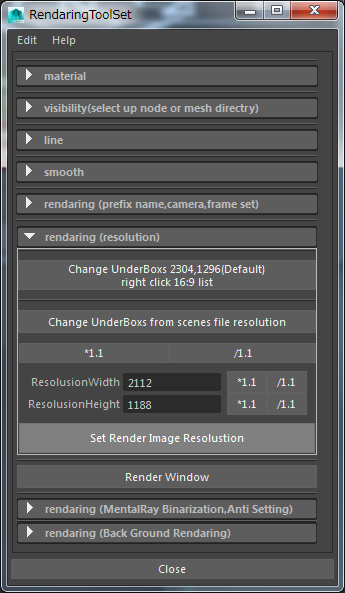 RendaringToolSet
Edit Help
material
visibility(select up node or mesh directry)
line
smooth
rendaring (prefix name,camera,frame set)
rendaring (resolution)
Change UnderBoxs 2304,1296(Default)
right click 16:9 list
Change UnderBoxs from scenes file resolution
*1.1 /1.1
ResolusionWidth 2112 *1.1 /1.1
ResolusionHeight 1188 *1.1 /1.1
Set Render Image Resolustion
Render Window
rendaring (MentalRay Binarization,Anti Setting)
rendaring (Back Ground Rendaring)
Close